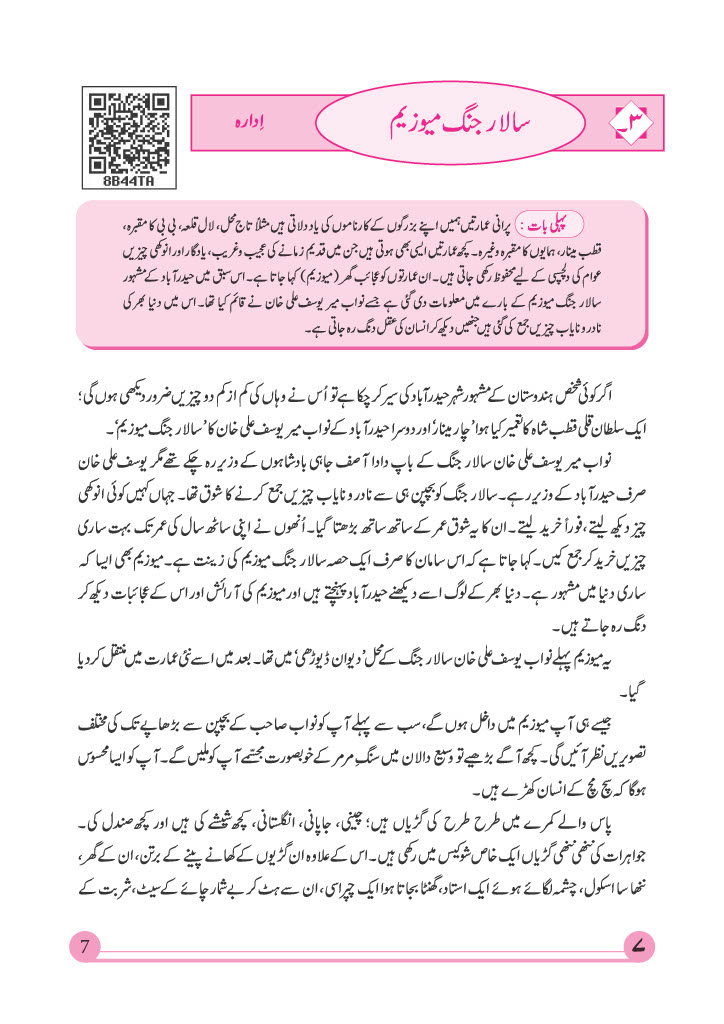 ۳۔
سالار جنگ میوزیم
اِدارہ
8B44TA
پہلی بات : پرانی عمارتیں ہمیں اپنے بزرگوں کے کارناموں کی یاد دلاتی ہیں مثلاً تاج محل، لال قلعہ، بی بی کا مقبرہ،
قطب مینار، ہمایوں کا مقبرہ وغیرہ۔ کچھ عمارتیں ایسی بھی ہوتی ہیں جن میں قدیم زمانے کی عجیب و غریب، یادگار اور انوکھی چیزیں
عوام کی دلچسپی کے لیے محفوظ رکھی جاتی ہیں۔ ان عمارتوں کو عجائب گھر (میوزیم) کہا جاتا ہے۔ اس سبق میں حیدرآباد کے مشہور
سالار جنگ میوزیم کے بارے میں معلومات دی گئی ہے جسے نواب میر یوسف علی خان نے قائم کیا تھا۔ اس میں دنیا بھر کی
نادر و نایاب چیزیں جمع کی گئی ہیں جنھیں دیکھ کر انسان کی عقل دنگ رہ جاتی ہے۔
اگر کوئی شخص ہندوستان کے مشہور شہر حیدرآباد کی سیر کر چکا ہے تو اُس نے وہاں کی کم از کم دو چیزیں ضرور دیکھی ہوں گی؛
ایک سلطان قلی قطب شاہ کا تعمیر کیا ہوا ’چار مینار‘ اور دوسرا حیدرآباد کے نواب میر یوسف علی خان کا ’سالار جنگ میوزیم‘۔
نواب میر یوسف علی خان سالار جنگ کے باپ دادا آصف جاہی بادشاہوں کے وزیر رہ چکے تھے مگر یوسف علی خان
صرف حیدرآباد کے وزیر رہے۔ سالار جنگ کو بچپن ہی سے نادر و نایاب چیزیں جمع کرنے کا شوق تھا۔ جہاں کہیں کوئی انوکھی
چیز دیکھ لیتے، فوراً خرید لیتے۔ ان کا یہ شوق عمر کے ساتھ ساتھ بڑھتا گیا۔ اُنھوں نے اپنی ساٹھ سال کی عمر تک بہت ساری
چیزیں خرید کر جمع کیں۔ کہا جاتا ہے کہ اس سامان کا صرف ایک حصہ سالار جنگ میوزیم کی زینت ہے۔ میوزیم بھی ایسا کہ
ساری دنیا میں مشہور ہے۔ دنیا بھر کے لوگ اسے دیکھنے حیدرآباد پہنچتے ہیں اور میوزیم کی آرائش اور اس کے عجائبات دیکھ کر
دنگ رہ جاتے ہیں۔
یہ میوزیم پہلے نواب یوسف علی خان سالار جنگ کے محل ’دیوان ڈیوڑھی‘ میں تھا۔ بعد میں اسے نئی عمارت میں منتقل کر دیا
گیا۔
جیسے ہی آپ میوزیم میں داخل ہوں گے، سب سے پہلے آپ کو نواب صاحب کے بچپن سے بڑھاپے تک کی مختلف
تصویریں نظر آئیں گی۔ کچھ آگے بڑھیے تو وسیع دالان میں سنگِ مرمر کے خوبصورت مجسّمے آپ کو ملیں گے۔ آپ کو ایسا محسوس
ہوگا کہ سچ مچ کے انسان کھڑے ہیں۔
پاس والے کمرے میں طرح طرح کی گڑیاں ہیں؛ چینی، جاپانی، انگلستانی، کچھ شیشے کی ہیں اور کچھ صندل کی۔
جواہرات کی ننھی ننھی گڑیاں ایک خاص شوکیس میں رکھی ہیں۔ اس کے علاوہ ان گڑیوں کے کھانے پینے کے برتن، ان کے گھر،
ننھا سا اسکول، چشمہ لگائے ہوئے ایک استاد، گھنٹا بجاتا ہوا ایک چپراسی، ان سے ہٹ کر بے شمار چائے کے سیٹ، شربت کے
۷
7